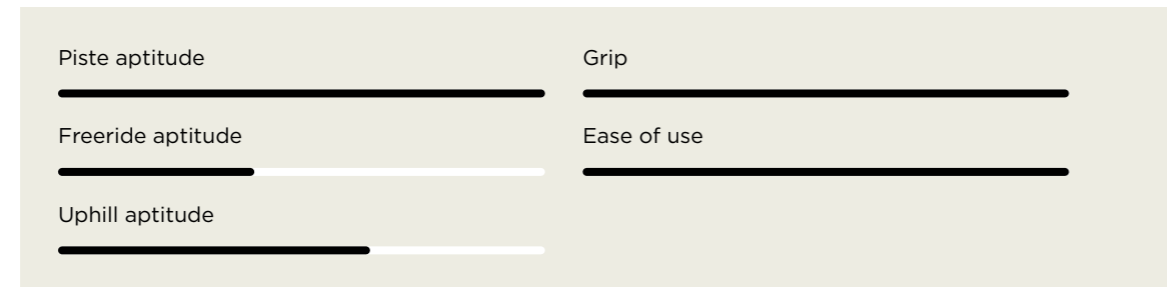 Piste aptitude
Grip
Freeride aptitude
Ease of use
Uphill aptitude